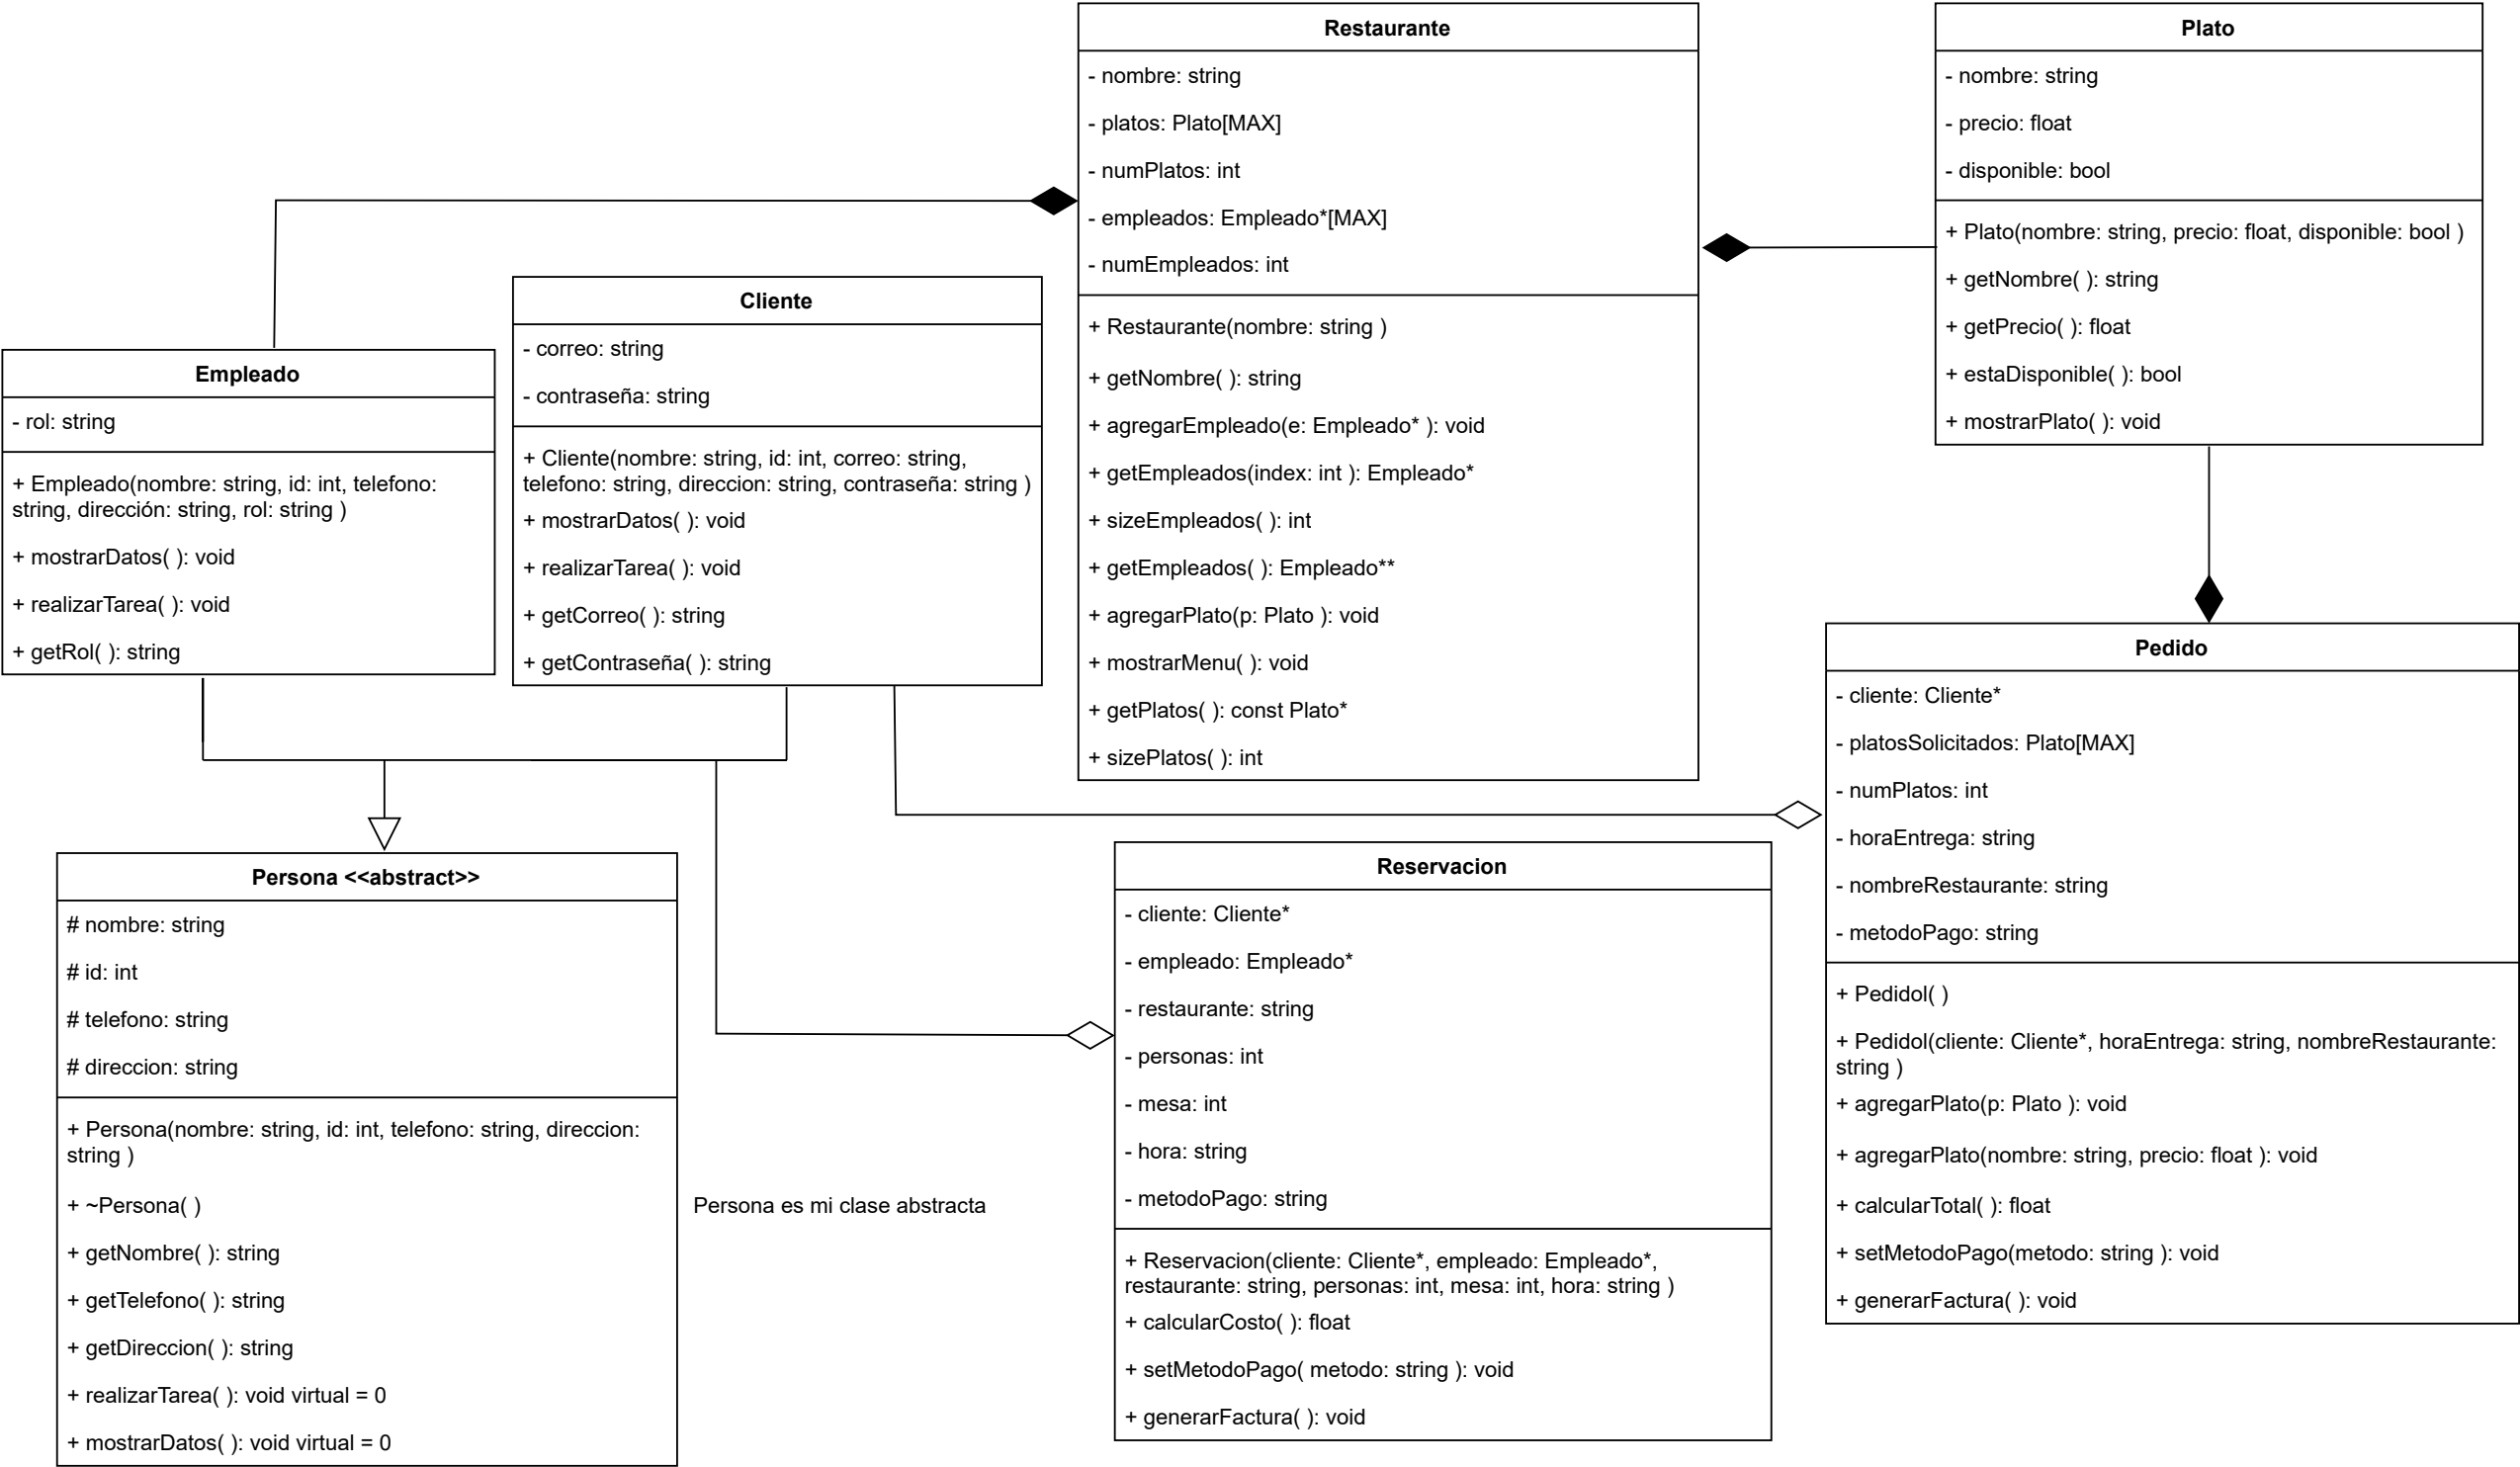 Restaurante
- nombre: string
- platos: Plato[MAX]
- numPlatos: int
- empleados: Empleado*[MAX]
- numEmpleados: int
+ Restaurante(nombre: string )
+ getNombre( ): string
+ agregarEmpleado(e: Empleado* ): void
+ getEmpleados(index: int ): Empleado*
+ sizeEmpleados( ): int
+ getEmpleados( ): Empleado**
+ agregarPlato(p: Plato ): void
+ mostrarMenu( ): void
+ getPlatos( ): const Plato*
+ sizePlatos( ): int
Plato
- nombre: string
- precio: float
- disponible: bool
+ Plato(nombre: string, precio: float, disponible: bool )
+ getNombre( ): string
+ getPrecio( ): float
+ estaDisponible( ): bool
+ mostrarPlato( ): void
Cliente
- correo: string
- contraseña: string
+ Cliente(nombre: string, id: int, correo: string,
telefono: string, direccion: string, contraseña: string )
+ mostrarDatos( ): void
+ realizarTarea( ): void
+ getCorreo( ): string
+ getContraseña( ): string
Empleado
- rol: string
+ Empleado(nombre: string, id: int, telefono:
string, dirección: string, rol: string )
+ mostrarDatos( ): void
+ realizarTarea( ): void
+ getRol( ): string
Pedido
- cliente: Cliente*
- platosSolicitados: Plato[MAX]
- numPlatos: int
- horaEntrega: string
- nombreRestaurante: string
- metodoPago: string
+ Pedidol( )
+ Pedidol(cliente: Cliente*, horaEntrega: string, nombreRestaurante:
string )
+ agregarPlato(p: Plato ): void
+ agregarPlato(nombre: string, precio: float ): void
+ calcularTotal( ): float
+ setMetodoPago(metodo: string ): void
+ generarFactura( ): void
Persona <<abstract>>
# nombre: string
# id: int
# telefono: string
# direccion: string
+ Persona(nombre: string, id: int, telefono: string, direccion:
string )
+ ~Persona( )
+ getNombre( ): string
+ getTelefono( ): string
+ getDireccion( ): string
+ realizarTarea( ): void virtual = 0
+ mostrarDatos( ): void virtual = 0
Persona es mi clase abstracta
Reservacion
- cliente: Cliente*
- empleado: Empleado*
- restaurante: string
- personas: int
- mesa: int
- hora: string
- metodoPago: string
+ Reservacion(cliente: Cliente*, empleado: Empleado*,
restaurante: string, personas: int, mesa: int, hora: string )
+ calcularCosto( ): float
+ setMetodoPago( metodo: string ): void
+ generarFactura( ): void